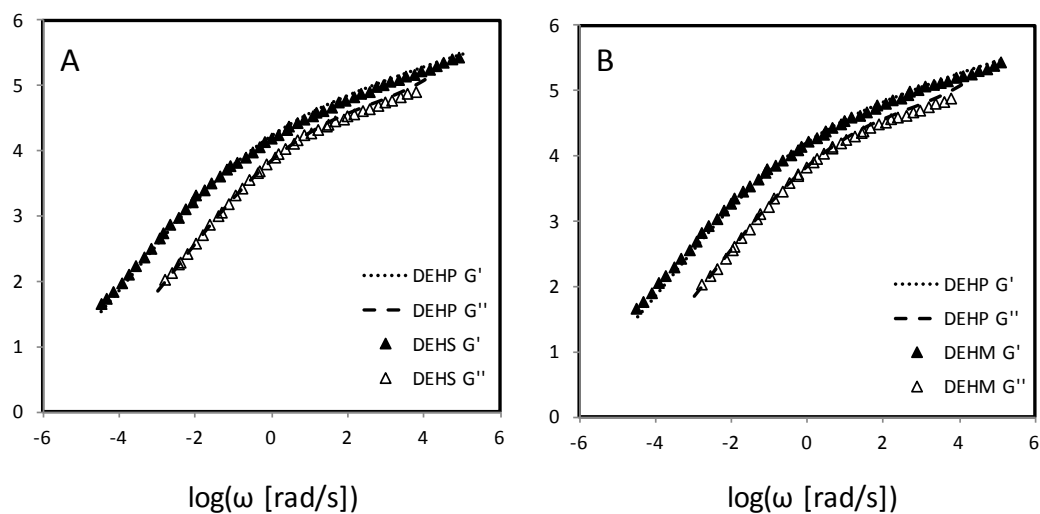 A
6
5
4
3
2
1
0
-6 -4 -2 0 2 4 6
DEHP G'
DEHP G''
DEHS G'
DEHS G''
log(ω [rad/s])
B
6
5
4
3
2
1
0
-6 -4 -2 0 2 4 6
DEHP G'
DEHP G''
DEHM G'
DEHM G''
log(ω [rad/s])